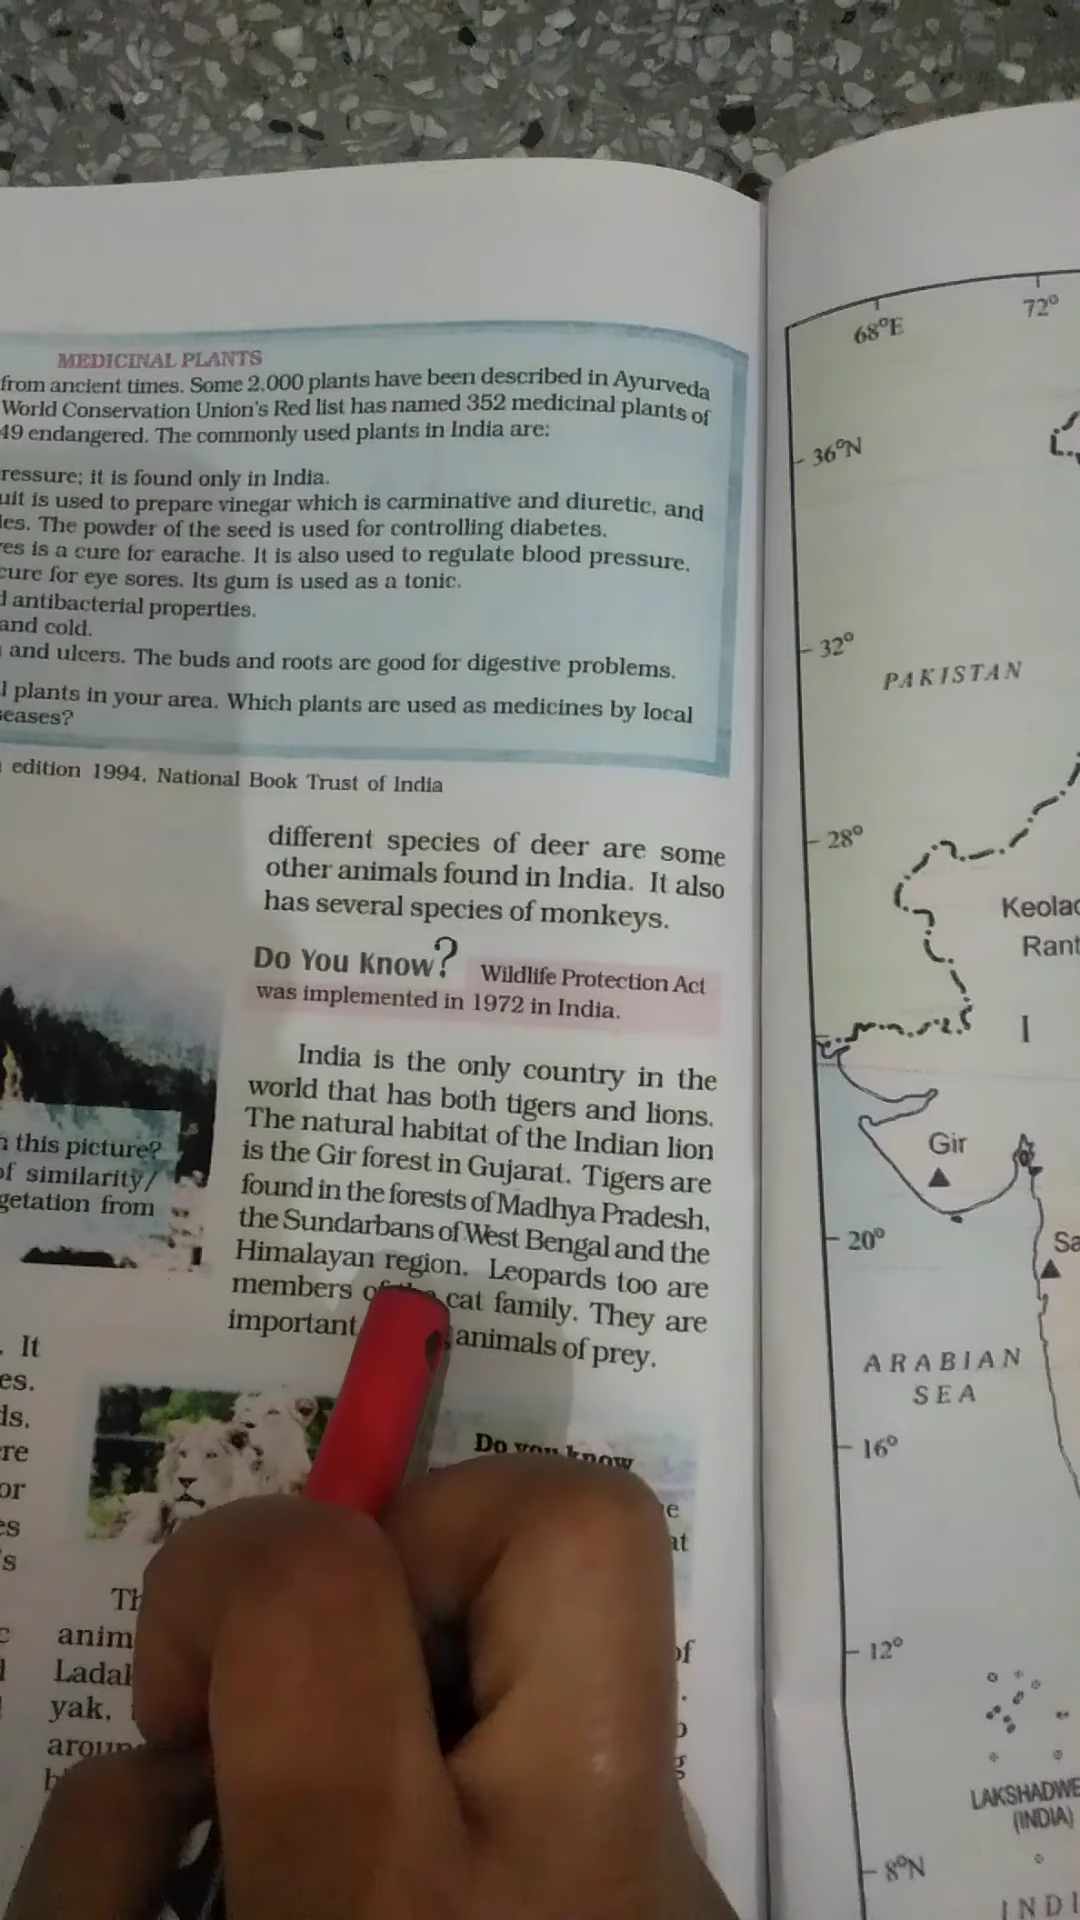 MEDICINAL PLANTS
from ancient times. Some 2,000 plants have been described in Ayurveda
World Conservation Union's Red list has named 352 medicinal plants of
49 endangered. The commonly used plants in India are:
ressure; it is found only in India.
uit is used to prepare vinegar which is carminative and diuretic, and
es. The powder of the seed is used for controlling diabetes.
es is a cure for earache. It is also used to regulate blood pressure.
cure for eye sores. Its gum is used as a tonic.
d antibacterial properties.
and cold.
and ulcers. The buds and roots are good for digestive problems.
l plants in your area. Which plants are used as medicines by local
seases?
edition 1994, National Book Trust of India
different species of deer are some
other animals found in India. It also
has several species of monkeys.
Do You Know? Wildlife Protection Act
was implemented in 1972 in India.
India is the only country in the
world that has both tigers and lions.
The natural habitat of the Indian lion
is the Gir forest in Gujarat. Tigers are
found in the forests of Madhya Pradesh,
the Sundarbans of West Bengal and the
Himalayan region. Leopards too are
members of the cat family. They are
important animals of prey.
this picture?
of similarity/
getation from
. It
es.
ds.
re
or
es
's
Do you know
e
at
Th
anim
Ladak
yak,
aroun
of
.
g
68°E
72°
36°N
32°
PAKISTAN
28°
Keolad
Rant
I
Gir
20°
Sa
ARABIAN
SEA
16°
12°
LAKSHADWE
(INDIA)
8°N
INDI